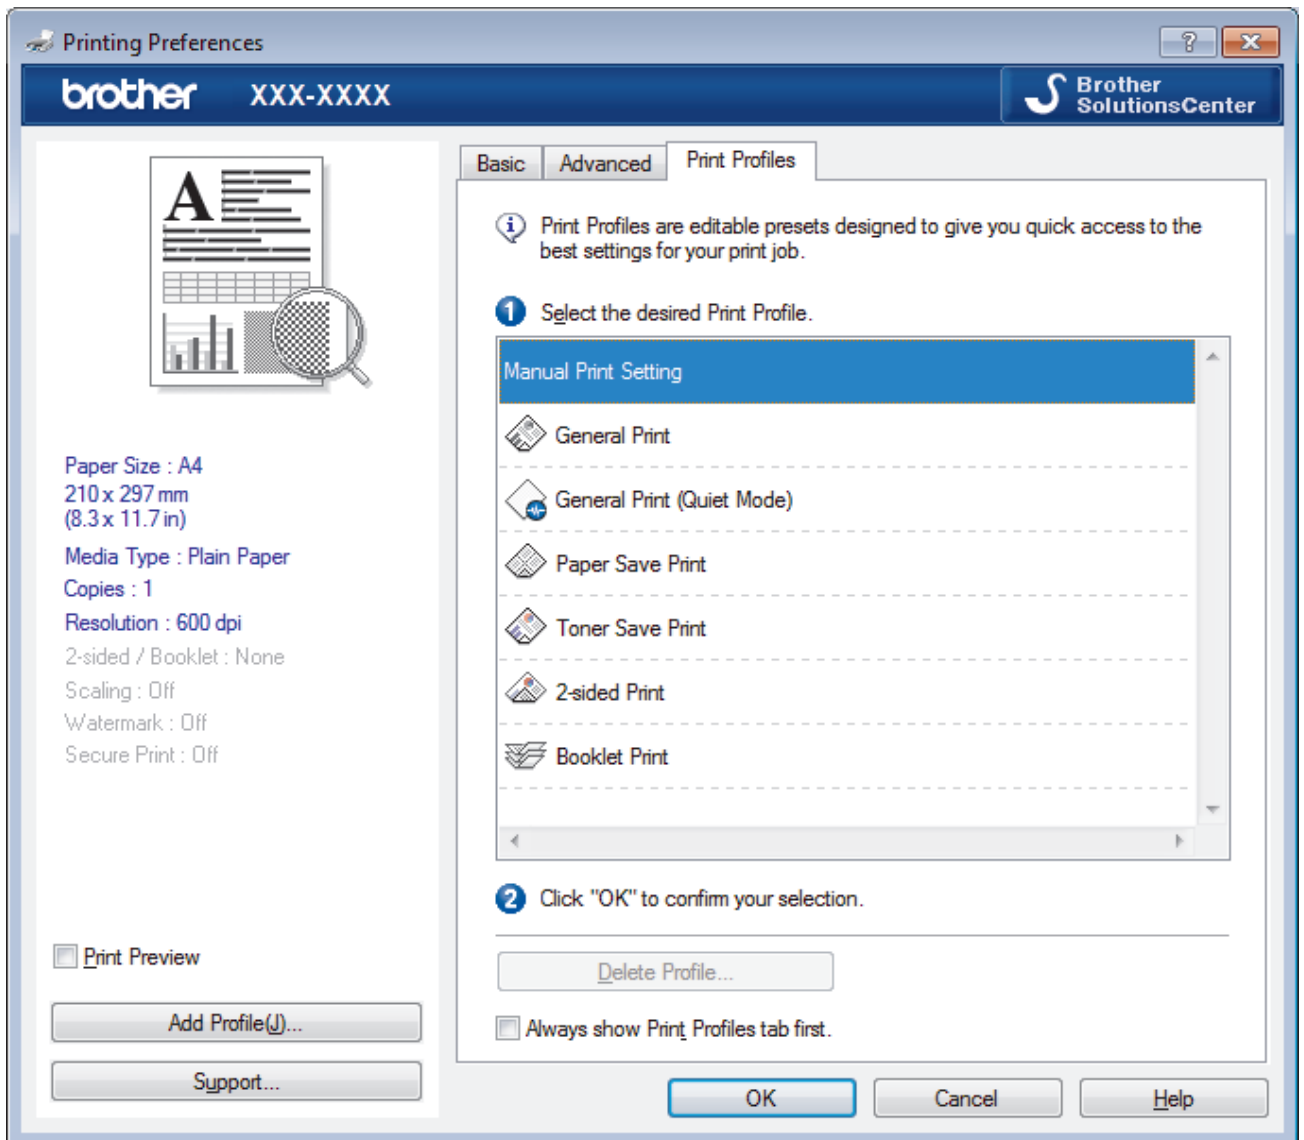 Printing Preferences
brother XXX-XXXX
Brother
SolutionsCenter
A
Paper Size : A4
210 x 297 mm
(8.3 x 11.7 in)
Media Type : Plain Paper
Copies : 1
Resolution : 600 dpi
2-sided / Booklet : None
Scaling : Off
Watermark : Off
Secure Print : Off
Print Preview
Add Profile(J)...
Support...
Basic Advanced Print Profiles
Print Profiles are editable presets designed to give you quick access to the
best settings for your print job.
1 Select the desired Print Profile.
Manual Print Setting
General Print
General Print (Quiet Mode)
Paper Save Print
Toner Save Print
2-sided Print
Booklet Print
2 Click "OK" to confirm your selection.
Delete Profile...
Always show Print Profiles tab first.
OK Cancel Help